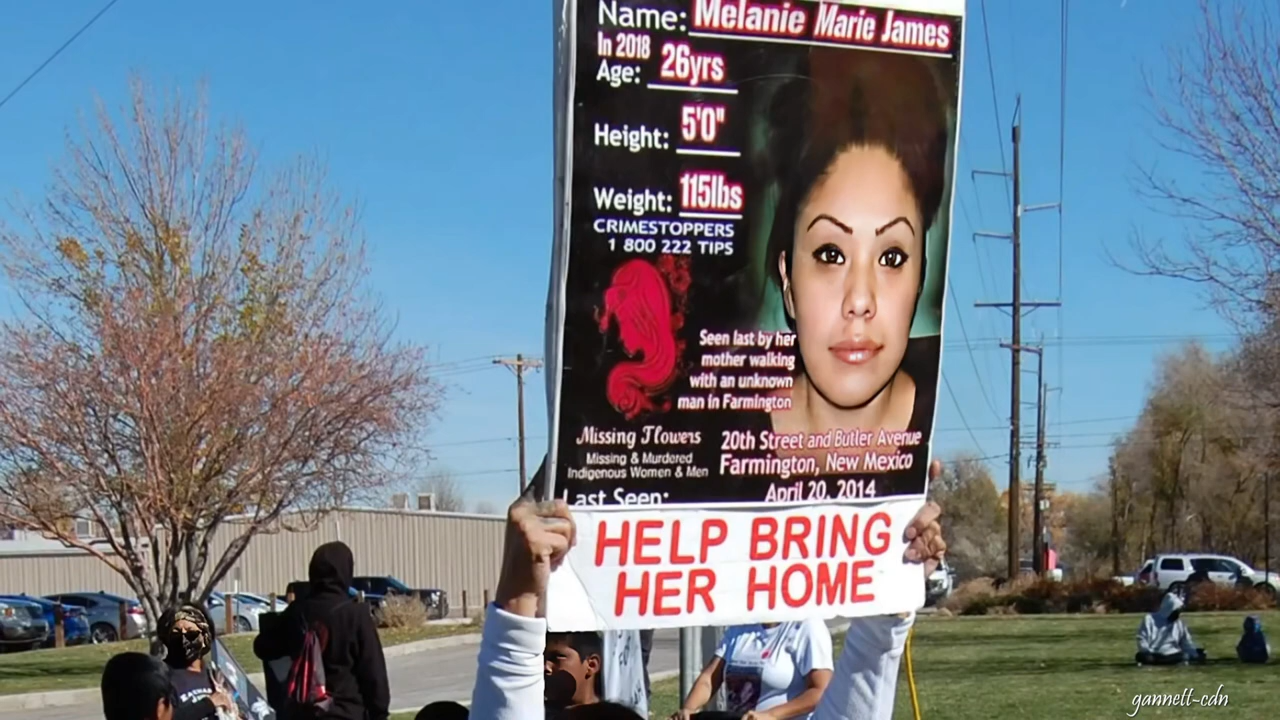 Name: Melanie Marie James
In 2018
Age: 26yrs
Height: 5'0"
Weight: 115lbs
CRIMESTOPPERS
1 800 222 TIPS
Seen last by her
mother walking
with an unknown
man in Farmington
Missing Flowers
Missing & Murdered
Indigenous Women & Men
20th Street and Butler Avenue
Farmington, New Mexico
Last Seen: April 20, 2014
HELP BRING
HER HOME
gannett-cdn